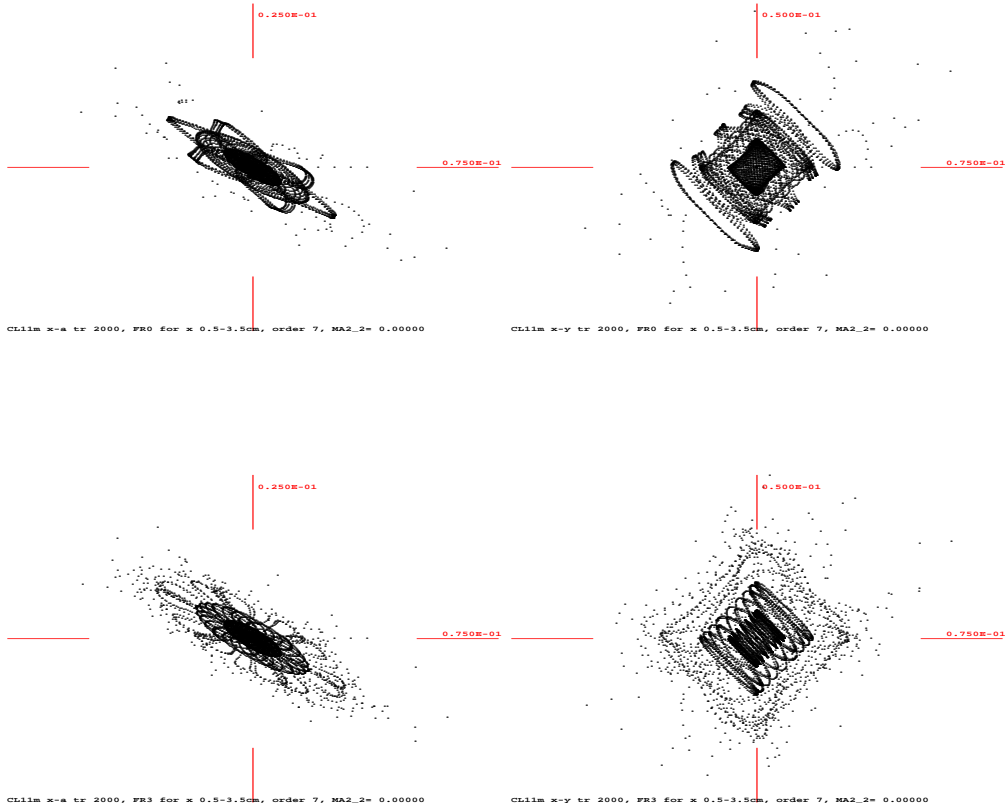 0.250E-01
0.500E-01
0.750E-01
0.750E-01
CL11m x-a tr 2000, FR0 for x 0.5-3.5cm, order 7, MA2_2= 0.00000
CL11m x-y tr 2000, FR0 for x 0.5-3.5cm, order 7, MA2_2= 0.00000
0.250E-01
0.500E-01
0.750E-01
0.750E-01
CL11m x-a tr 2000, FR3 for x 0.5-3.5cm, order 7, MA2_2= 0.00000
CL11m x-y tr 2000, FR3 for x 0.5-3.5cm, order 7, MA2_2= 0.00000